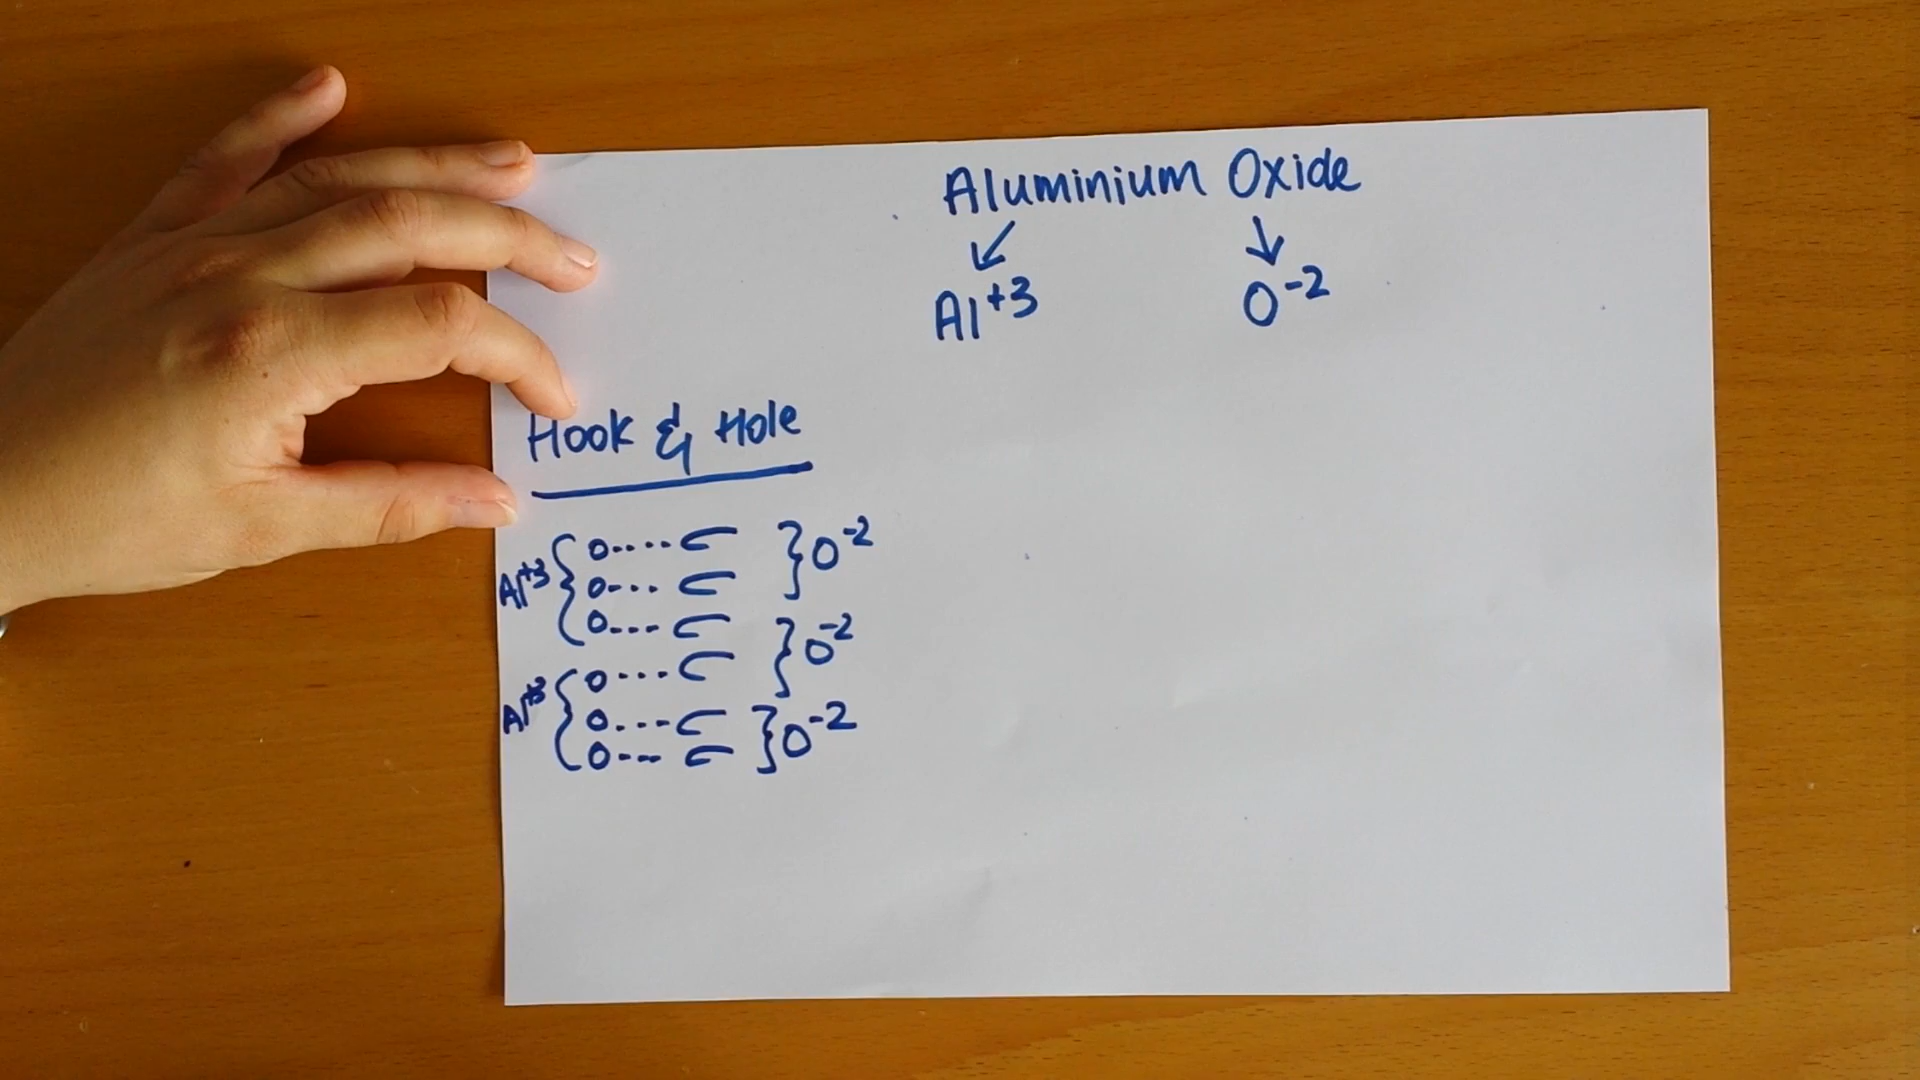 Aluminium Oxide
↙ ↓
Al⁺³ O⁻²
Hook & Hole
Al⁺³ { o....⊂ } O⁻²
{ o... ⊂
{ o... ⊂ } O⁻²
Al⁺³ { o....⊂
{ o....⊂ } O⁻²
{ o... ⊂